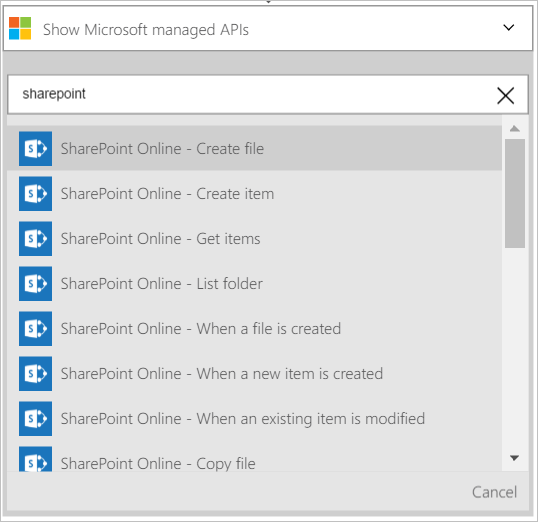 Show Microsoft managed APIs
sharepoint
SharePoint Online - Create file
SharePoint Online - Create item
SharePoint Online - Get items
SharePoint Online - List folder
SharePoint Online - When a file is created
SharePoint Online - When a new item is created
SharePoint Online - When an existing item is modified
SharePoint Online - Copy file
Cancel